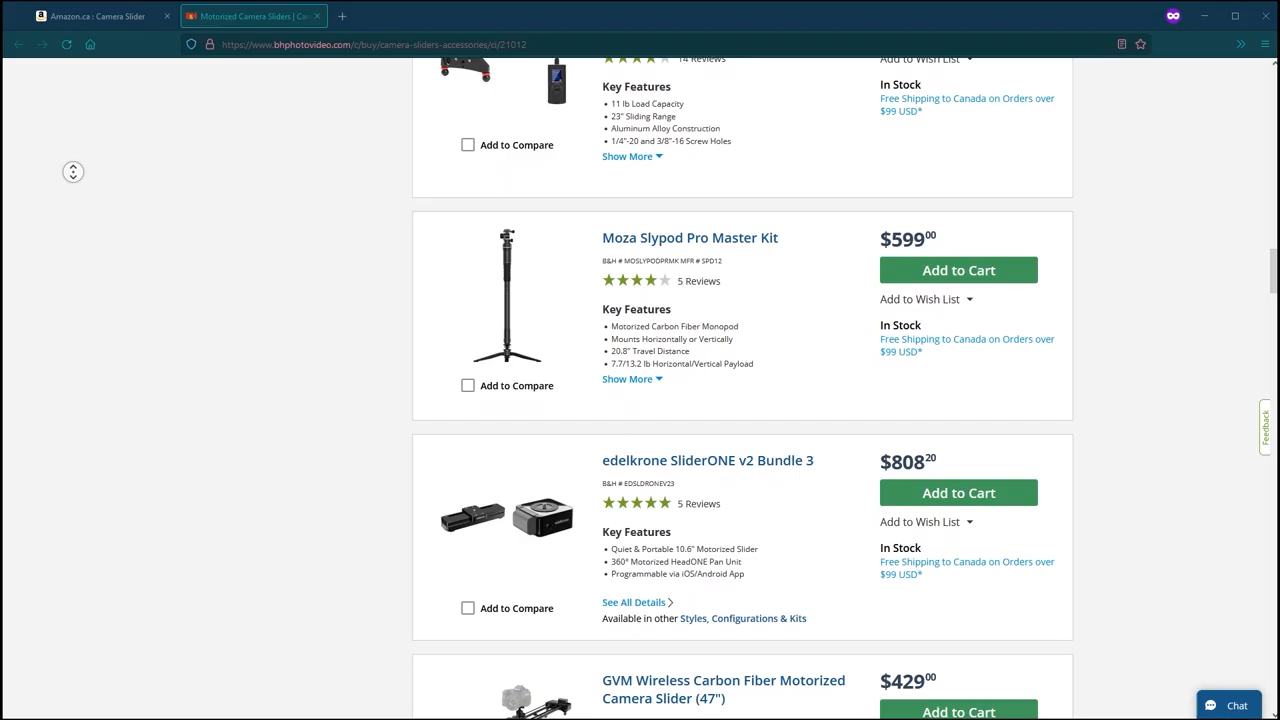 Amazon.ca : Camera Slider
Motorized Camera Sliders | Can
https://www.bhphotovideo.com/c/buy/camera-sliders-accessories/ci/21012
14 Reviews
Key Features
• 11 lb Load Capacity
• 23" Sliding Range
• Aluminum Alloy Construction
• 1/4"-20 and 3/8"-16 Screw Holes
Show More
Add to Compare
Add to Wish List
In Stock
Free Shipping to Canada on Orders over
$99 USD*
Moza Slypod Pro Master Kit
B&H # MOSLYPODPRMK MFR # SPD12
5 Reviews
Key Features
• Motorized Carbon Fiber Monopod
• Mounts Horizontally or Vertically
• 20.8" Travel Distance
• 7.7/13.2 lb Horizontal/Vertical Payload
Show More
Add to Compare
$599.00
Add to Cart
Add to Wish List
In Stock
Free Shipping to Canada on Orders over
$99 USD*
edelkrone SliderONE v2 Bundle 3
B&H # EDSLDRONEV23
5 Reviews
Key Features
• Quiet & Portable 10.6" Motorized Slider
• 360° Motorized HeadONE Pan Unit
• Programmable via iOS/Android App
See All Details
Available in other Styles, Configurations & Kits
Add to Compare
$808.20
Add to Cart
Add to Wish List
In Stock
Free Shipping to Canada on Orders over
$99 USD*
GVM Wireless Carbon Fiber Motorized
Camera Slider (47")
$429.00
Add to Cart
Feedback
Chat